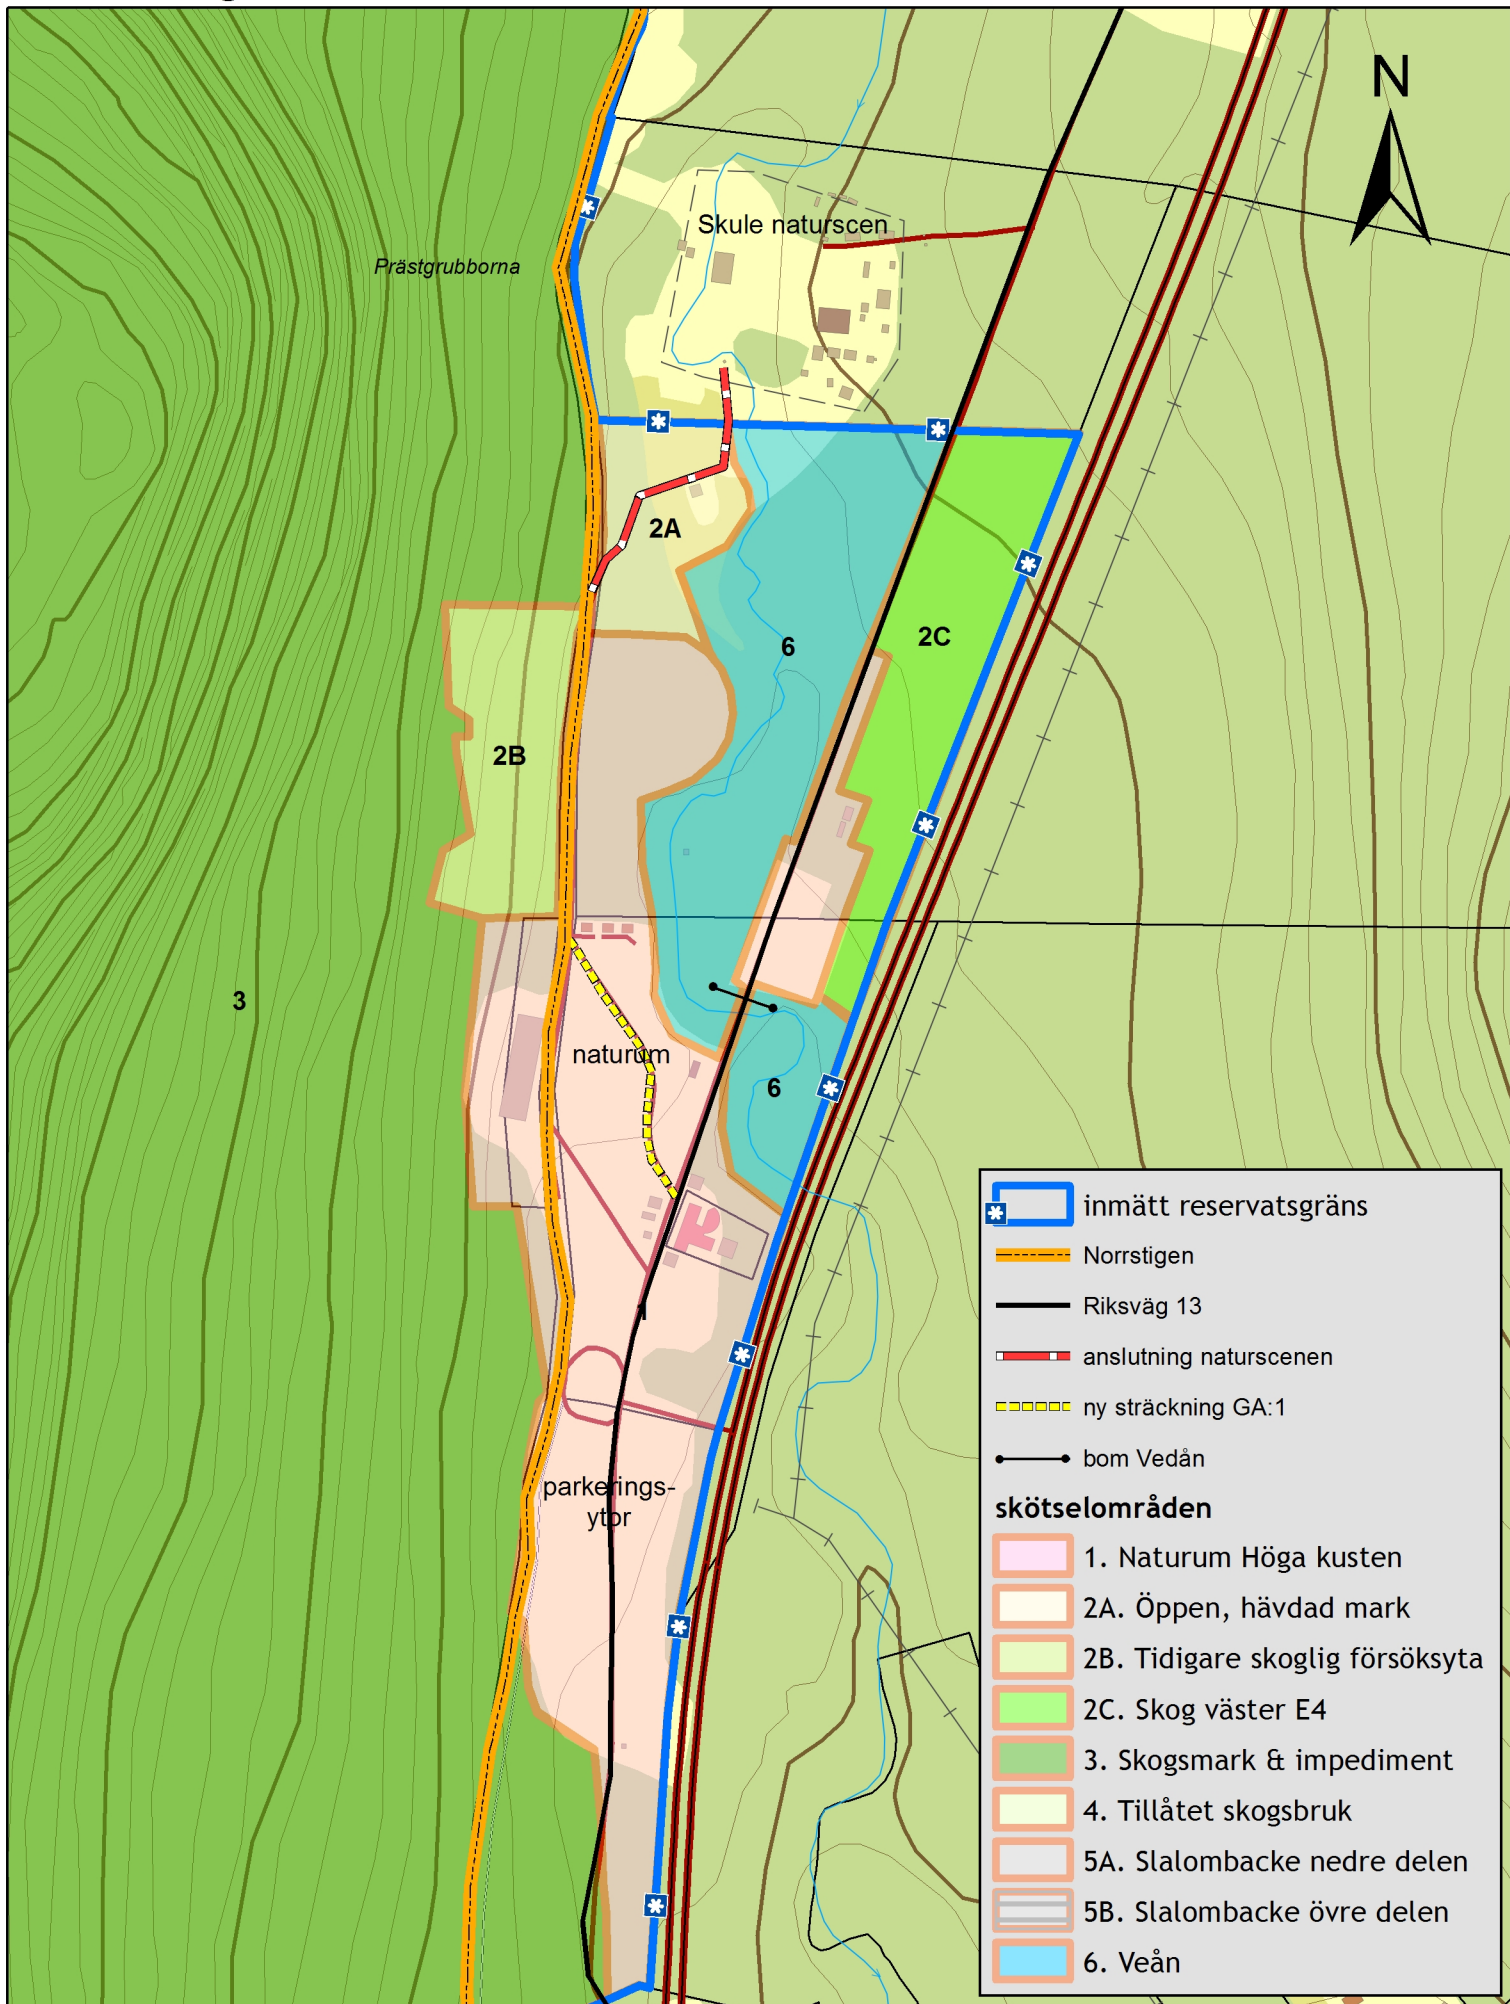 N
Skule naturscen
Prästgrubborna
2A
6
2C
2B
3
naturum
6
1
parkerings-
ytor
inmätt reservatsgräns
Norrstigen
Riksväg 13
anslutning naturscenen
ny sträckning GA:1
bom Vedån
skötselområden
1. Naturum Höga kusten
2A. Öppen, hävdad mark
2B. Tidigare skoglig försöksyta
2C. Skog väster E4
3. Skogsmark & impediment
4. Tillåtet skogsbruk
5A. Slalombacke nedre delen
5B. Slalombacke övre delen
6. Veån